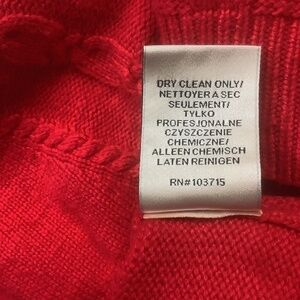 DRY CLEAN ONLY/
NETTOYER A SEC
SEULEMENT/
TYLKO
PROFESJONALNE
CZYSZCZENIE
CHEMICZNE/
ALLEEN CHEMISCH
LATEN REINIGEN
RN#103715